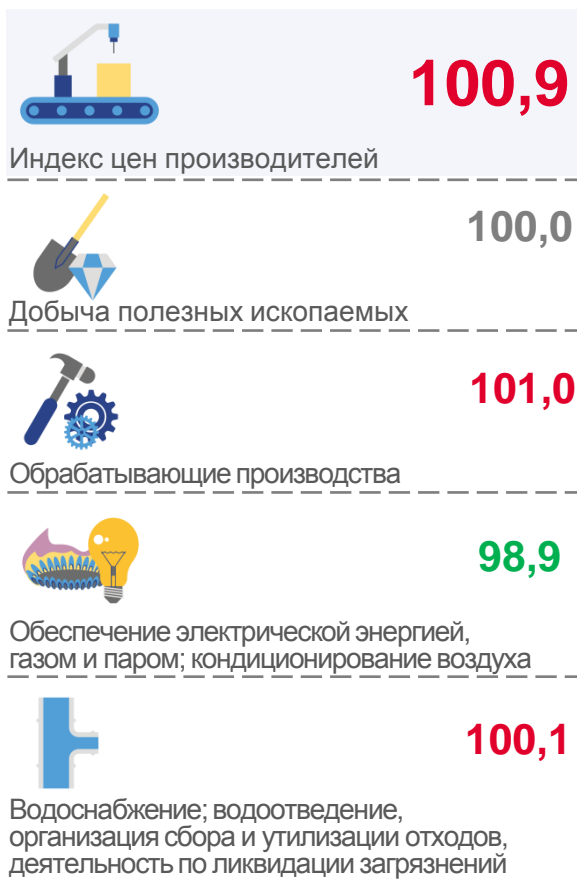 100,9
Индекс цен производителей
100,0
Добыча полезных ископаемых
101,0
Обрабатывающие производства
98,9
Обеспечение электрической энергией,
газом и паром; кондиционирование воздуха
100,1
Водоснабжение; водоотведение,
организация сбора и утилизации отходов,
деятельность по ликвидации загрязнений